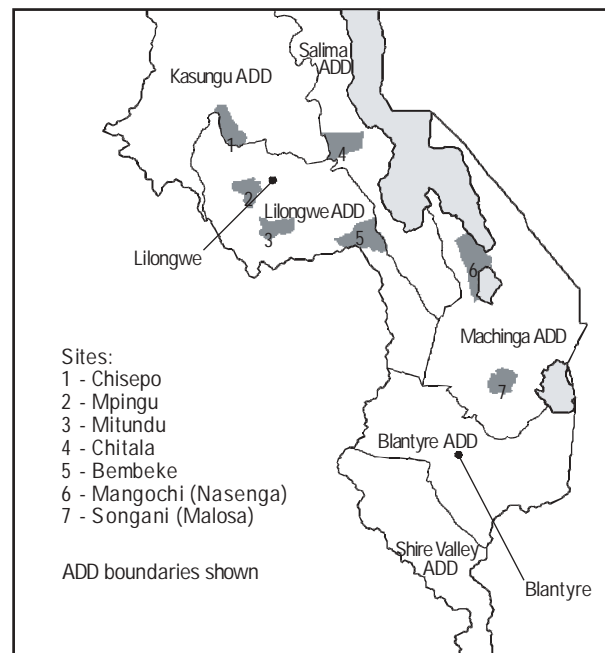 Salima
ADD
Kasungu ADD
1
4
2
Lilongwe ADD
3
5
Lilongwe
6
Machinga ADD
7
Sites:
1 - Chisepo
2 - Mpingu
3 - Mitundu
4 - Chitala
5 - Bembeke
6 - Mangochi (Nasenga)
7 - Songani (Malosa)
ADD boundaries shown
Blantyre ADD
Shire Valley
ADD
Blantyre